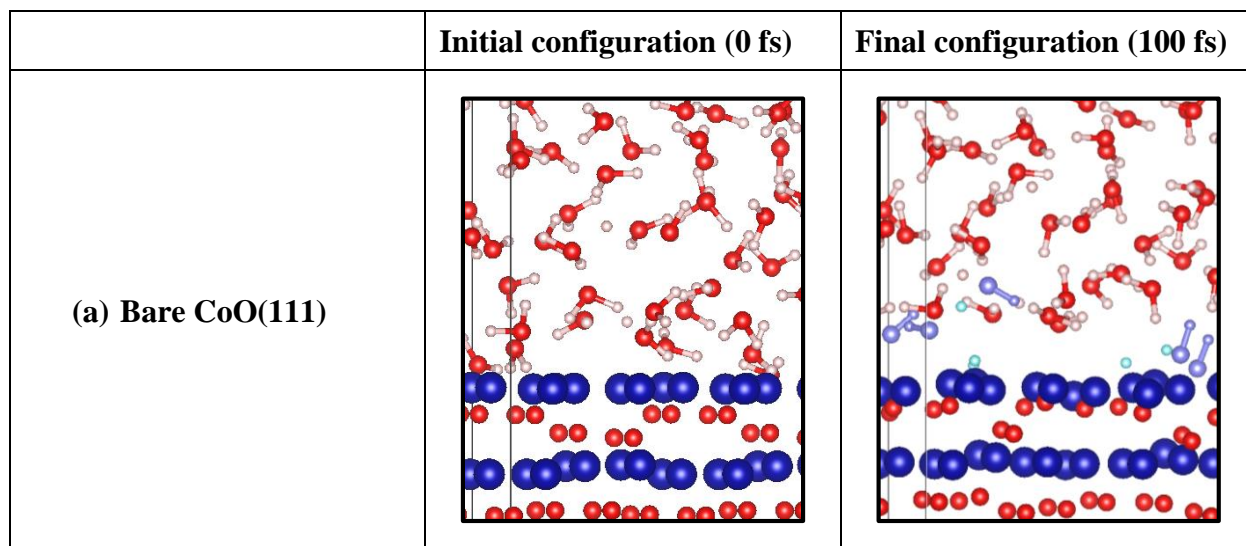 Initial configuration (0 fs)
Final configuration (100 fs)
(a) Bare CoO(111)